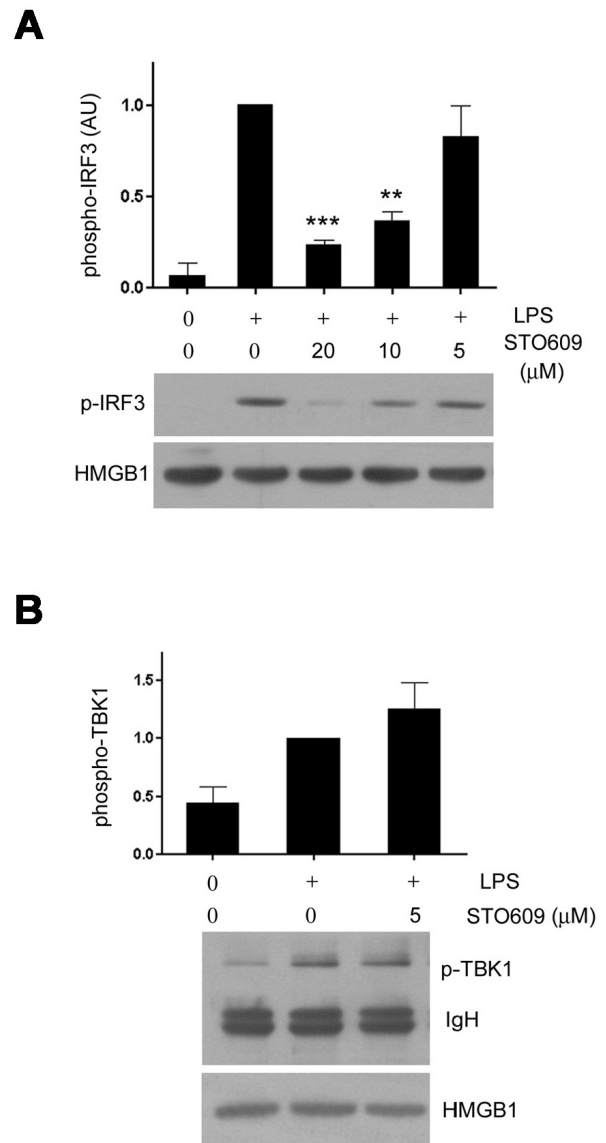 A
phospho-IRF3 (AU)
1.0
0.5
0.0
***
**
0 + + + + LPS
0 0 20 10 5 STO609
(µM)
p-IRF3
HMGB1
B
phospho-TBK1
1.5
1.0
0.5
0.0
0 + + LPS
0 0 5 STO609 (µM)
p-TBK1
IgH
HMGB1